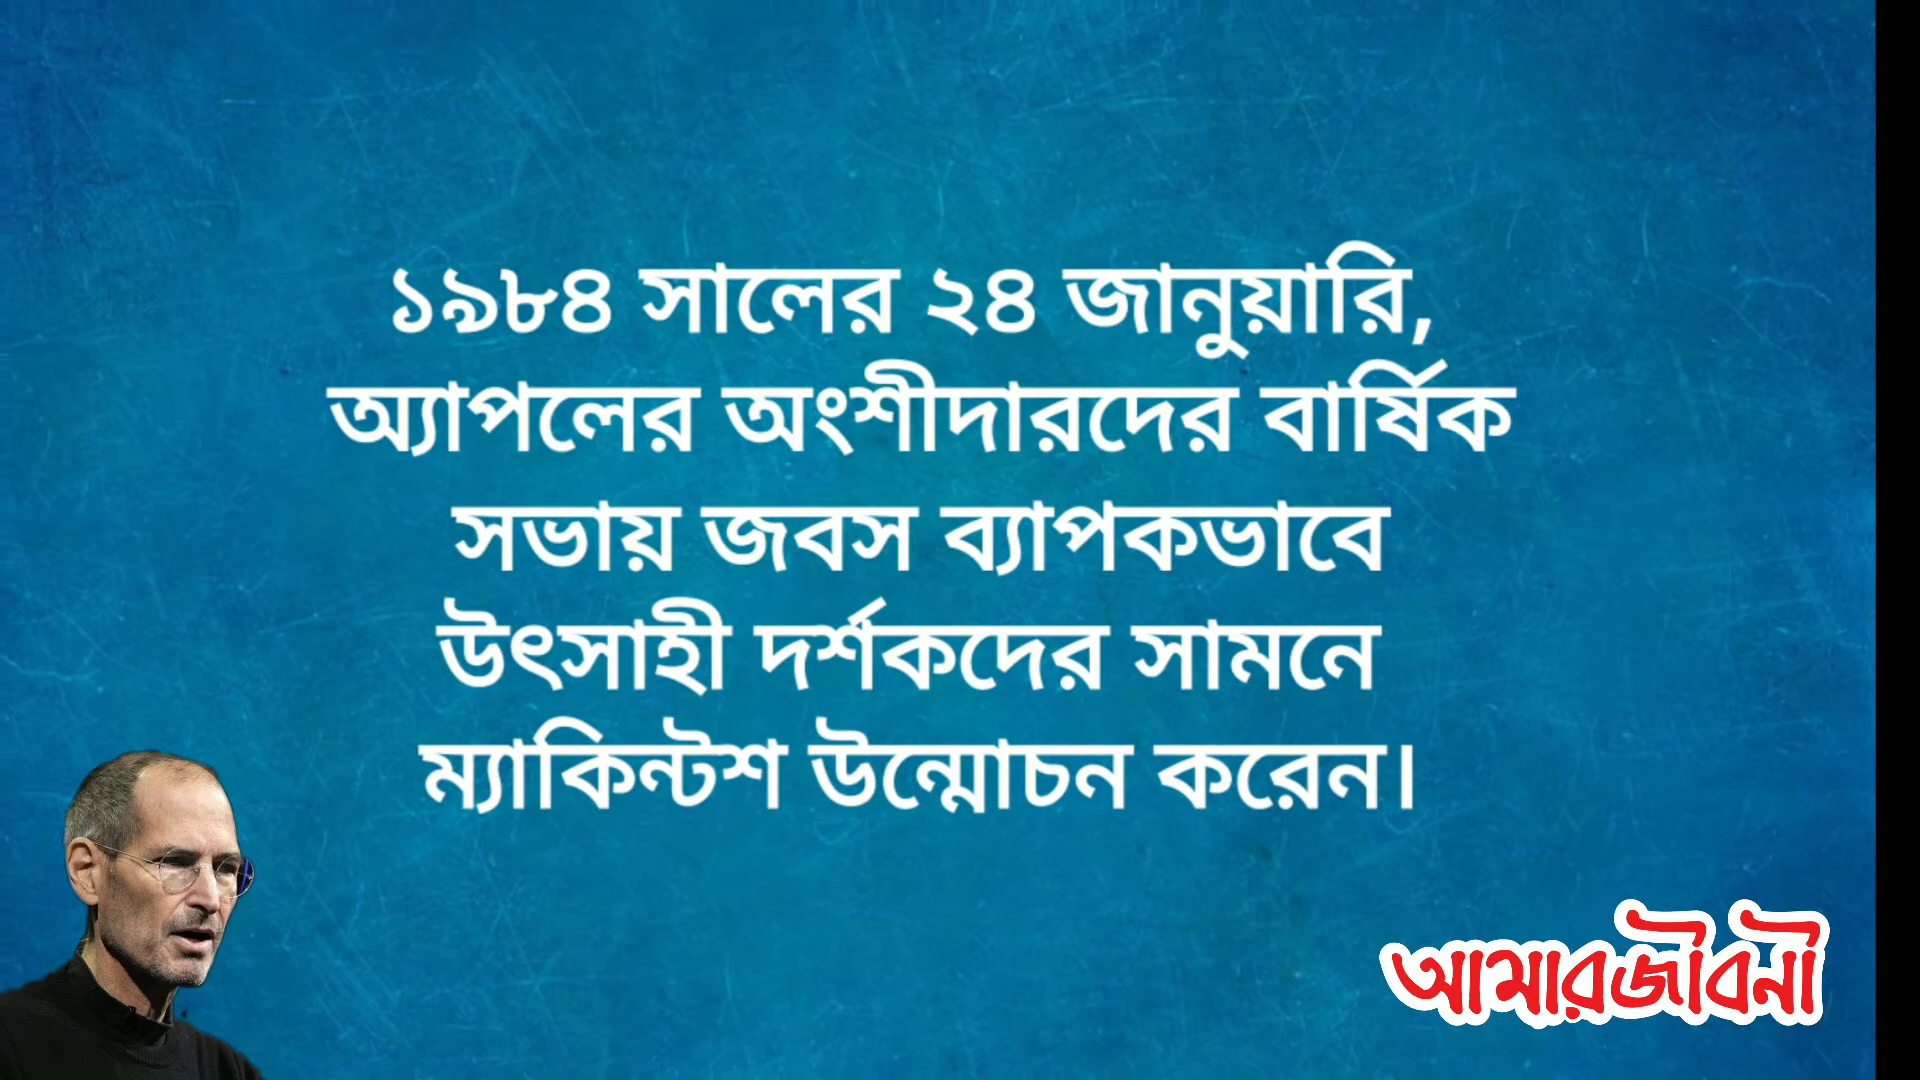 ১৯৮৪ সালের ২৪ জানুয়ারি,
অ্যাপলের অংশীদারদের বার্ষিক
সভায় জবস ব্যাপকভাবে
উৎসাহী দর্শকদের সামনে
ম্যাকিন্টশ উন্মোচন করেন।
আমারজীবনী